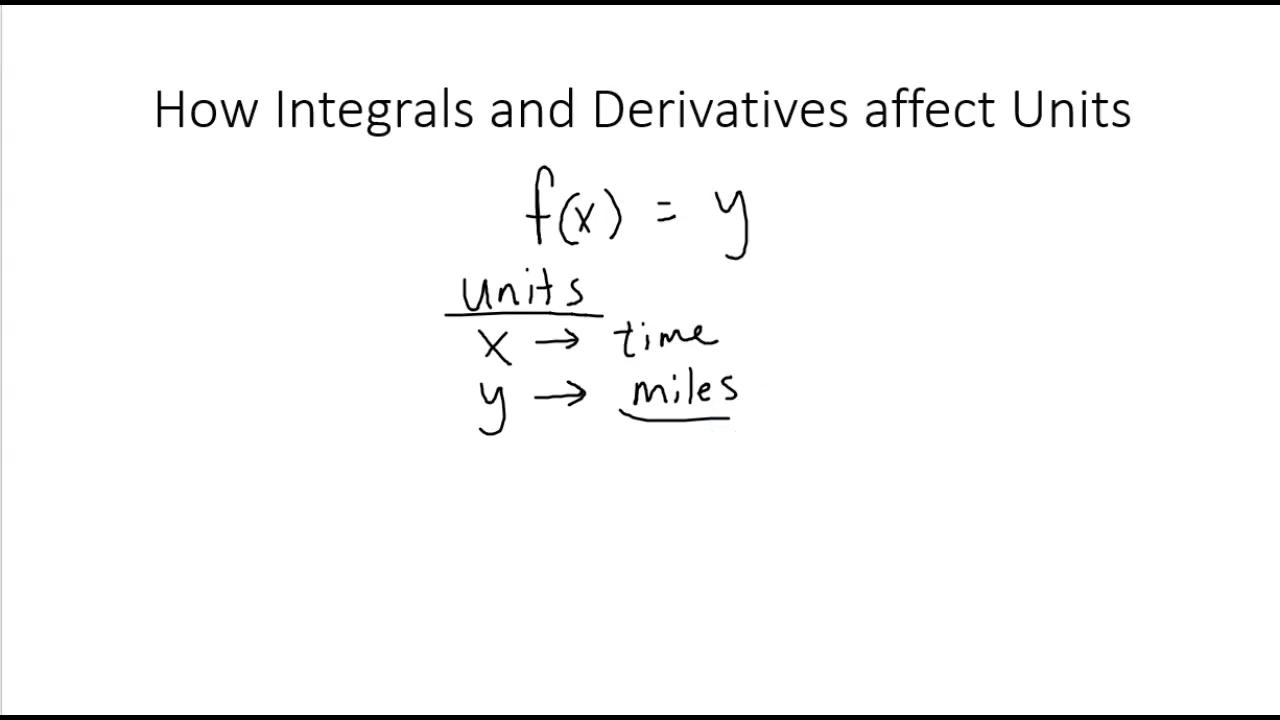 How Integrals and Derivatives affect Units
f(x) = y
units
x → time
y → miles